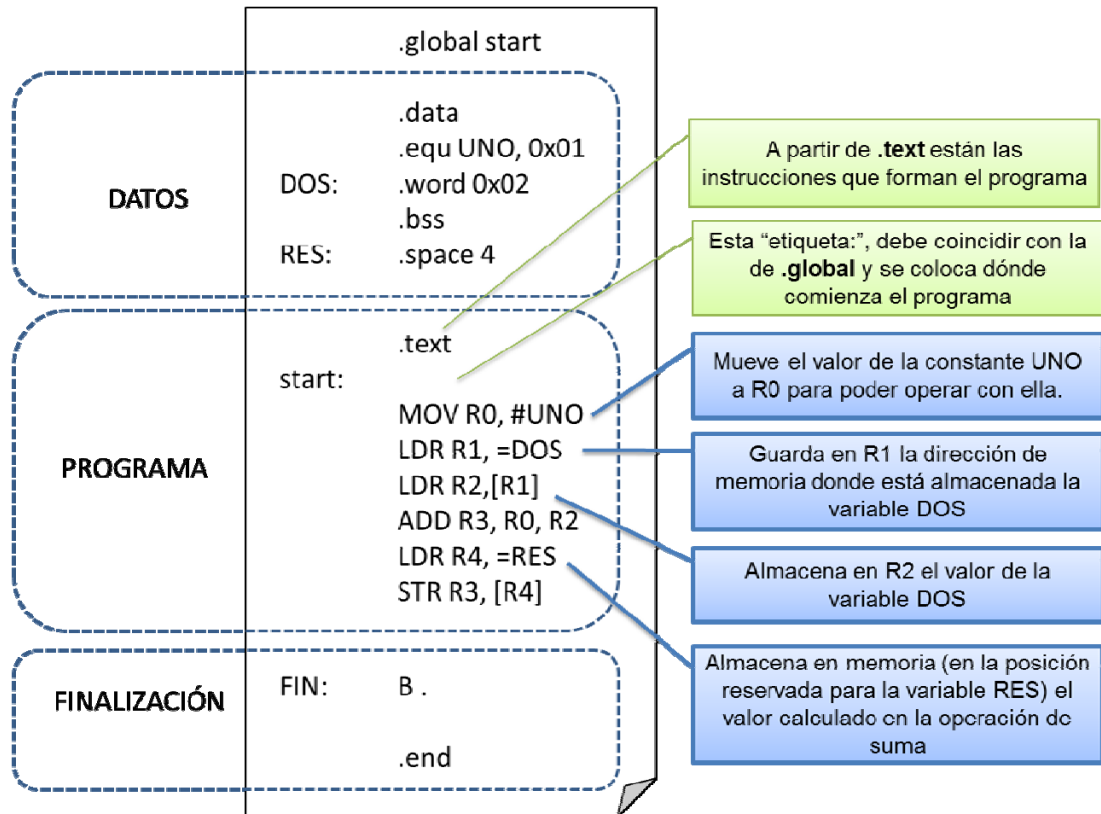 .global start
DATOS
.data
.equ UNO, 0x01
DOS: .word 0x02
.bss
RES: .space 4
PROGRAMA
.text
start:
MOV R0, #UNO
LDR R1, =DOS
LDR R2,[R1]
ADD R3, R0, R2
LDR R4, =RES
STR R3, [R4]
FINALIZACIÓN
FIN: B .
.end
A partir de .text están las
instrucciones que forman el programa
Esta “etiqueta:”, debe coincidir con la
de .global y se coloca dónde
comienza el programa
Mueve el valor de la constante UNO
a R0 para poder operar con ella.
Guarda en R1 la dirección de
memoria donde está almacenada la
variable DOS
Almacena en R2 el valor de la
variable DOS
Almacena en memoria (en la posición
reservada para la variable RES) el
valor calculado en la operación de
suma